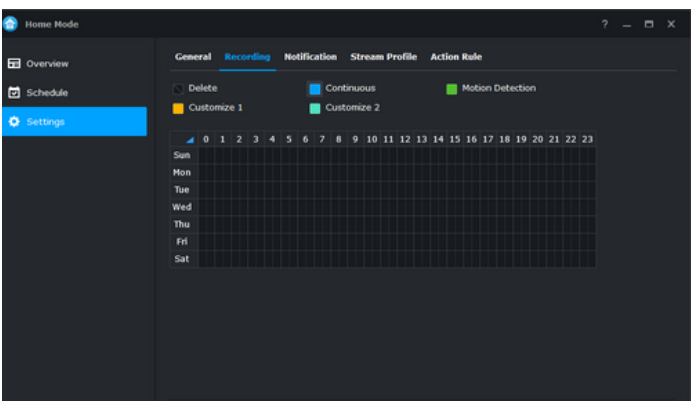 Home Mode
?
Overview
Schedule
Settings
General Recording Notification Stream Profile Action Rule
Delete Continuous Motion Detection
Customize 1 Customize 2
0 1 2 3 4 5 6 7 8 9 10 11 12 13 14 15 16 17 18 19 20 21 22 23
Sun
Mon
Tue
Wed
Thu
Fri
Sat